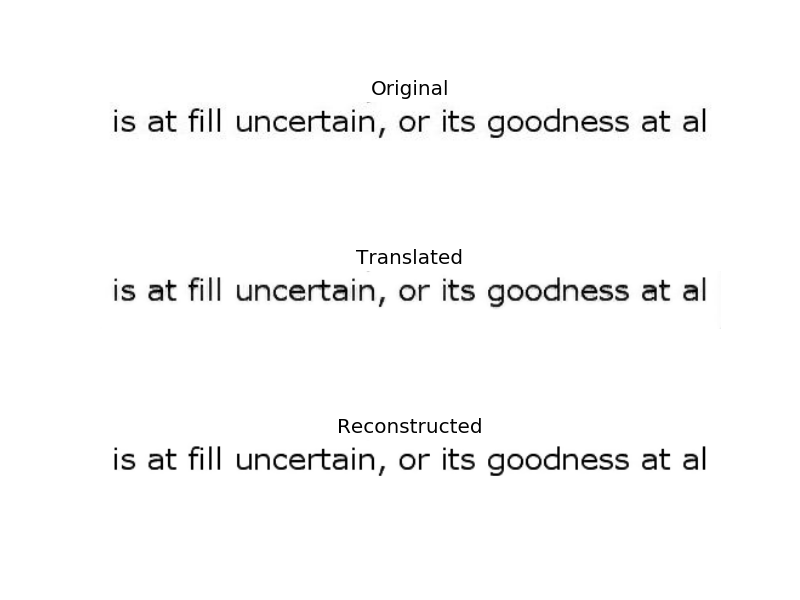 Original
is at fill uncertain, or its goodness at al
Translated
is at fill uncertain, or its goodness at al
Reconstructed
is at fill uncertain, or its goodness at al